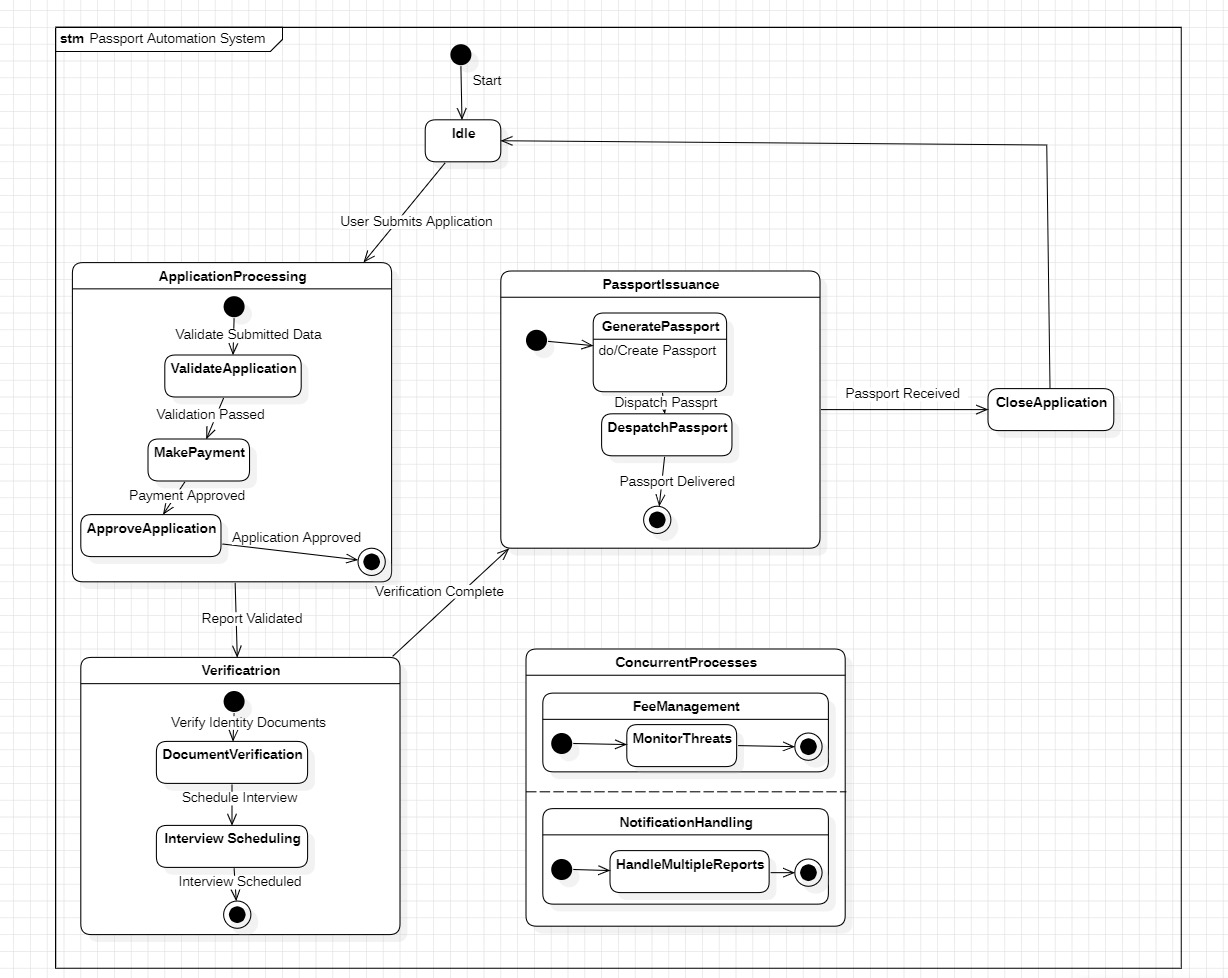 stm Passport Automation System
Start
Idle
User Submits Application
ApplicationProcessing
Validate Submitted Data
ValidateApplication
Validation Passed
MakePayment
Payment Approved
ApproveApplication
Application Approved
Report Validated
Verificatrion
Verify Identity Documents
DocumentVerification
Schedule Interview
Interview Scheduling
Interview Scheduled
Verification Complete
PassportIssuance
GeneratePassport
do/Create Passport
Dispatch Passprt
DespatchPassport
Passport Delivered
Passport Received
CloseApplication
ConcurrentProcesses
FeeManagement
MonitorThreats
NotificationHandling
HandleMultipleReports